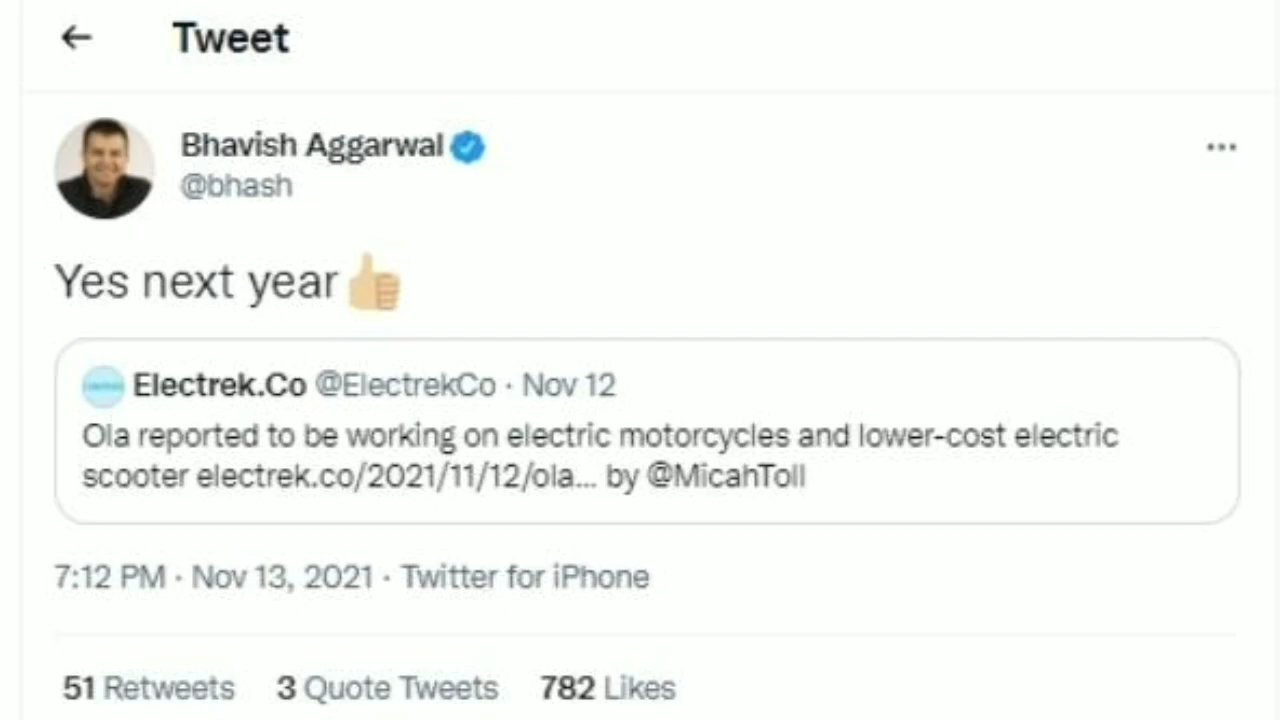 Tweet
Bhavish Aggarwal
@bhash
Yes next year👍🏼
Electrek.Co @ElectrekCo · Nov 12
Ola reported to be working on electric motorcycles and lower-cost electric
scooter electrek.co/2021/11/12/ola... by @MicahToll
7:12 PM · Nov 13, 2021 · Twitter for iPhone
51 Retweets 3 Quote Tweets 782 Likes